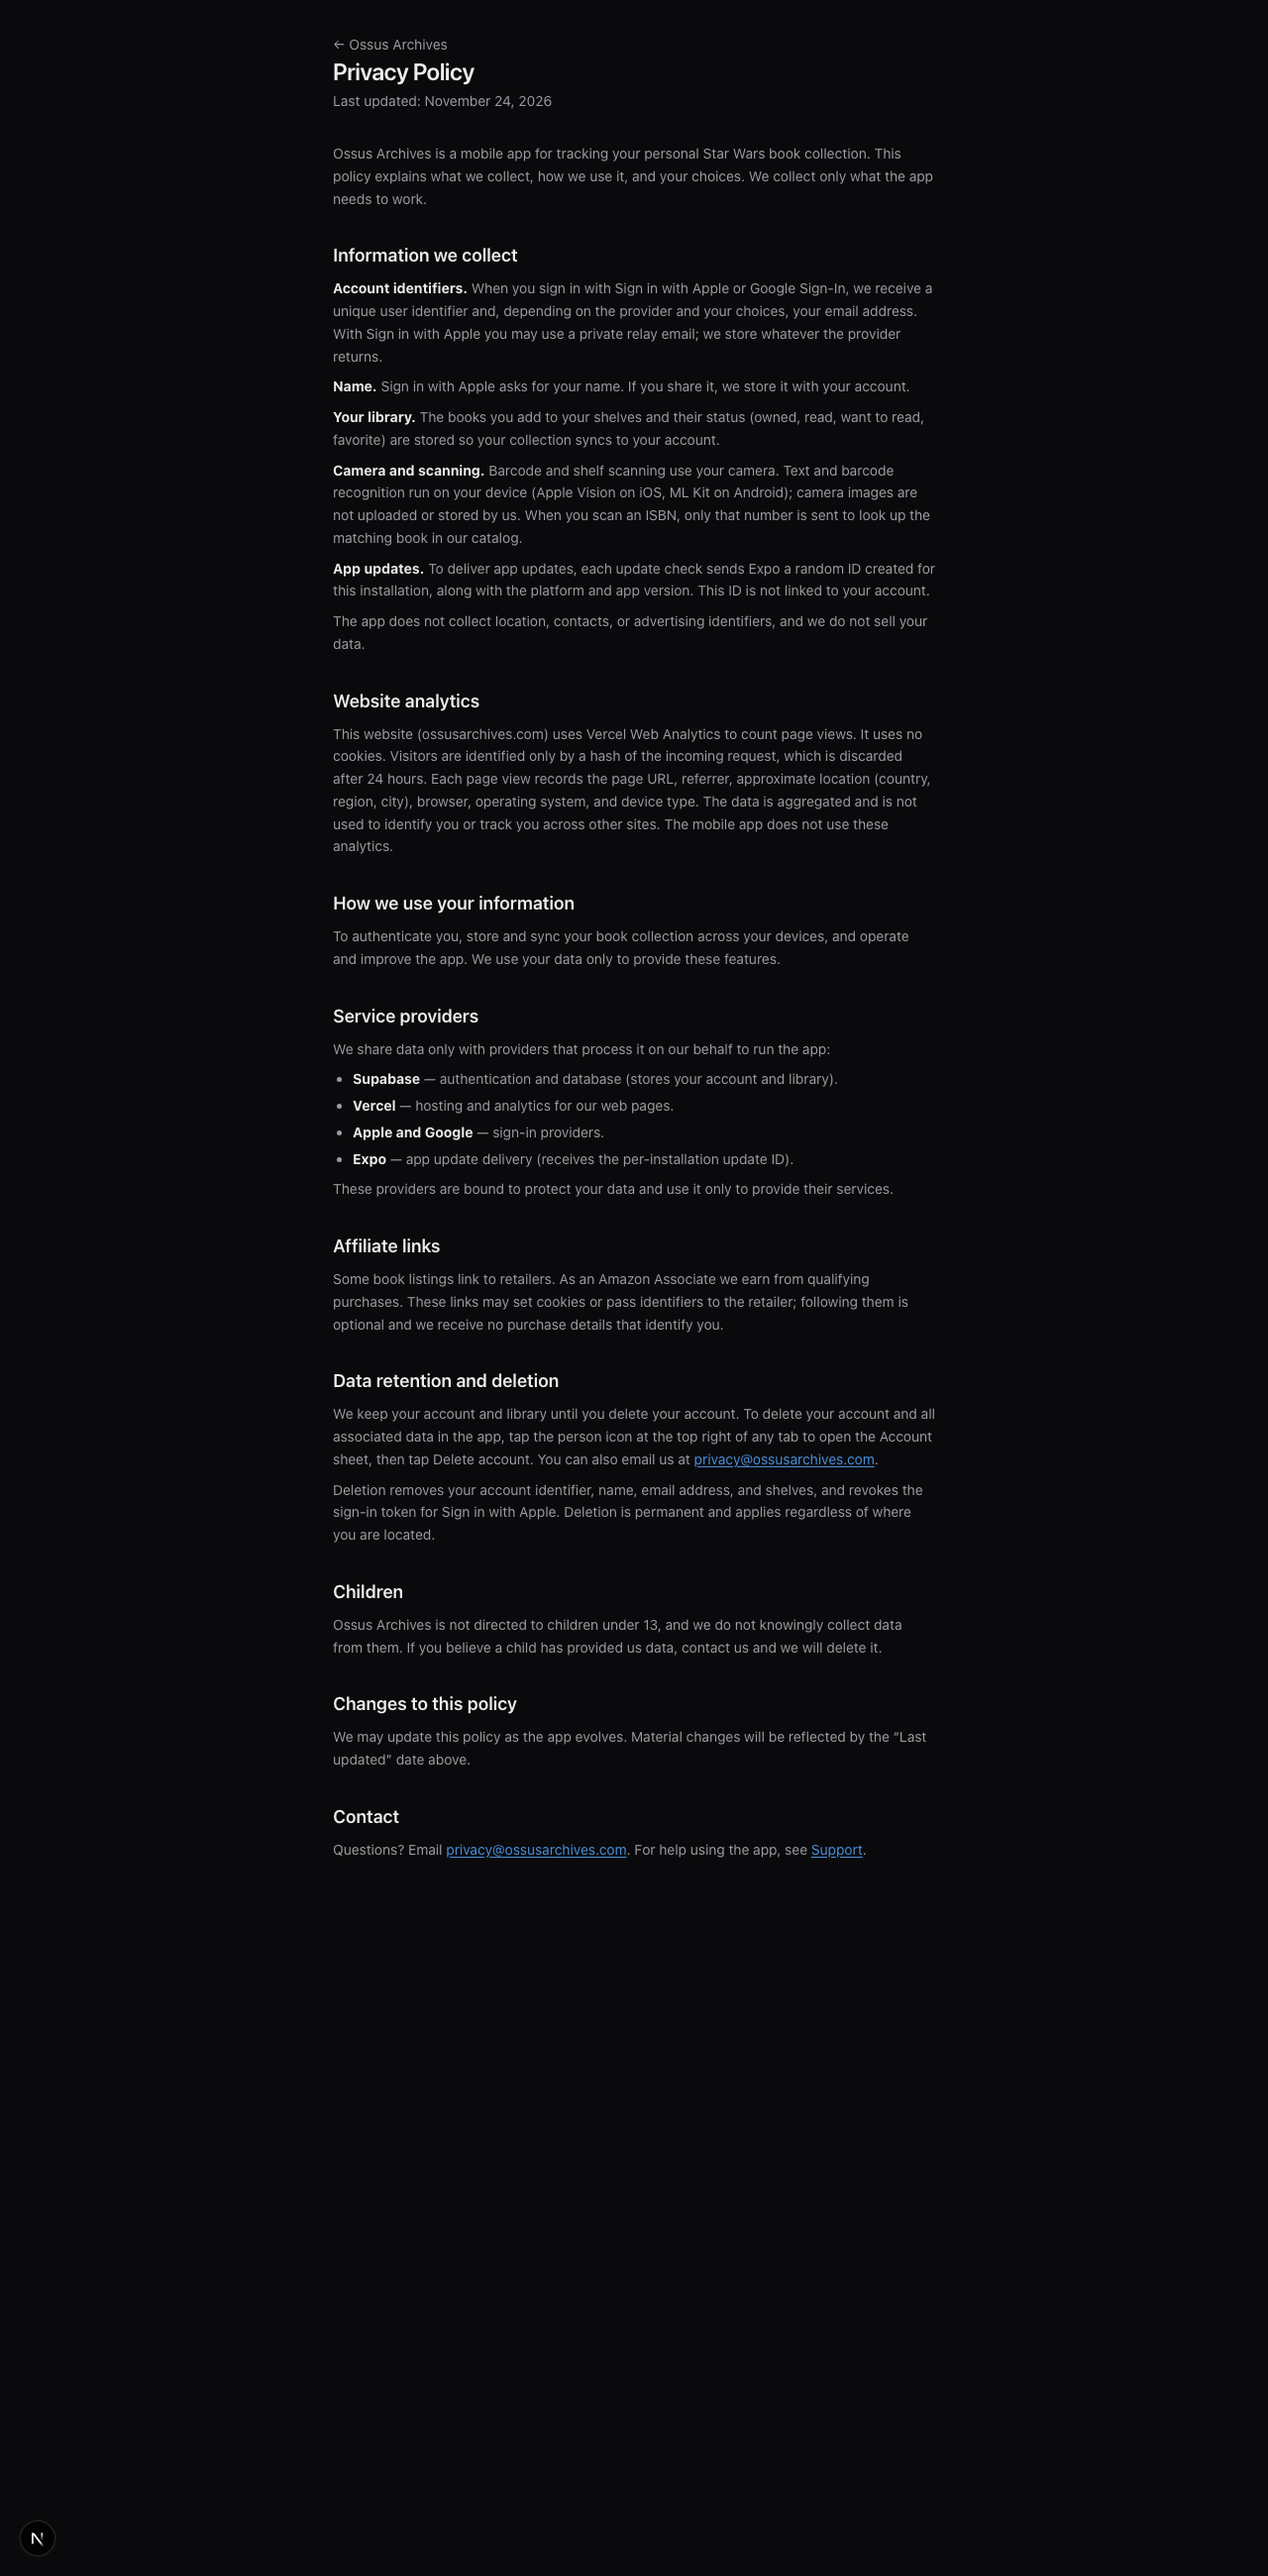 ← Ossus Archives
Privacy Policy
Last updated: November 24, 2026
Ossus Archives is a mobile app for tracking your personal Star Wars book collection. This
policy explains what we collect, how we use it, and your choices. We collect only what the app
needs to work.
Information we collect
Account identifiers. When you sign in with Sign in with Apple or Google Sign-In, we receive a
unique user identifier and, depending on the provider and your choices, your email address.
With Sign in with Apple you may use a private relay email; we store whatever the provider
returns.
Name. Sign in with Apple asks for your name. If you share it, we store it with your account.
Your library. The books you add to your shelves and their status (owned, read, want to read,
favorite) are stored so your collection syncs to your account.
Camera and scanning. Barcode and shelf scanning use your camera. Text and barcode
recognition run on your device (Apple Vision on iOS, ML Kit on Android); camera images are
not uploaded or stored by us. When you scan an ISBN, only that number is sent to look up the
matching book in our catalog.
App updates. To deliver app updates, each update check sends Expo a random ID created for
this installation, along with the platform and app version. This ID is not linked to your account.
The app does not collect location, contacts, or advertising identifiers, and we do not sell your
data.
Website analytics
This website (ossusarchives.com) uses Vercel Web Analytics to count page views. It uses no
cookies. Visitors are identified only by a hash of the incoming request, which is discarded
after 24 hours. Each page view records the page URL, referrer, approximate location (country,
region, city), browser, operating system, and device type. The data is aggregated and is not
used to identify you or track you across other sites. The mobile app does not use these
analytics.
How we use your information
To authenticate you, store and sync your book collection across your devices, and operate
and improve the app. We use your data only to provide these features.
Service providers
We share data only with providers that process it on our behalf to run the app:
• Supabase — authentication and database (stores your account and library).
• Vercel — hosting and analytics for our web pages.
• Apple and Google — sign-in providers.
• Expo — app update delivery (receives the per-installation update ID).
These providers are bound to protect your data and use it only to provide their services.
Affiliate links
Some book listings link to retailers. As an Amazon Associate we earn from qualifying
purchases. These links may set cookies or pass identifiers to the retailer; following them is
optional and we receive no purchase details that identify you.
Data retention and deletion
We keep your account and library until you delete your account. To delete your account and all
associated data in the app, tap the person icon at the top right of any tab to open the Account
sheet, then tap Delete account. You can also email us at privacy@ossusarchives.com.
Deletion removes your account identifier, name, email address, and shelves, and revokes the
sign-in token for Sign in with Apple. Deletion is permanent and applies regardless of where
you are located.
Children
Ossus Archives is not directed to children under 13, and we do not knowingly collect data
from them. If you believe a child has provided us data, contact us and we will delete it.
Changes to this policy
We may update this policy as the app evolves. Material changes will be reflected by the “Last
updated” date above.
Contact
Questions? Email privacy@ossusarchives.com. For help using the app, see Support.
N